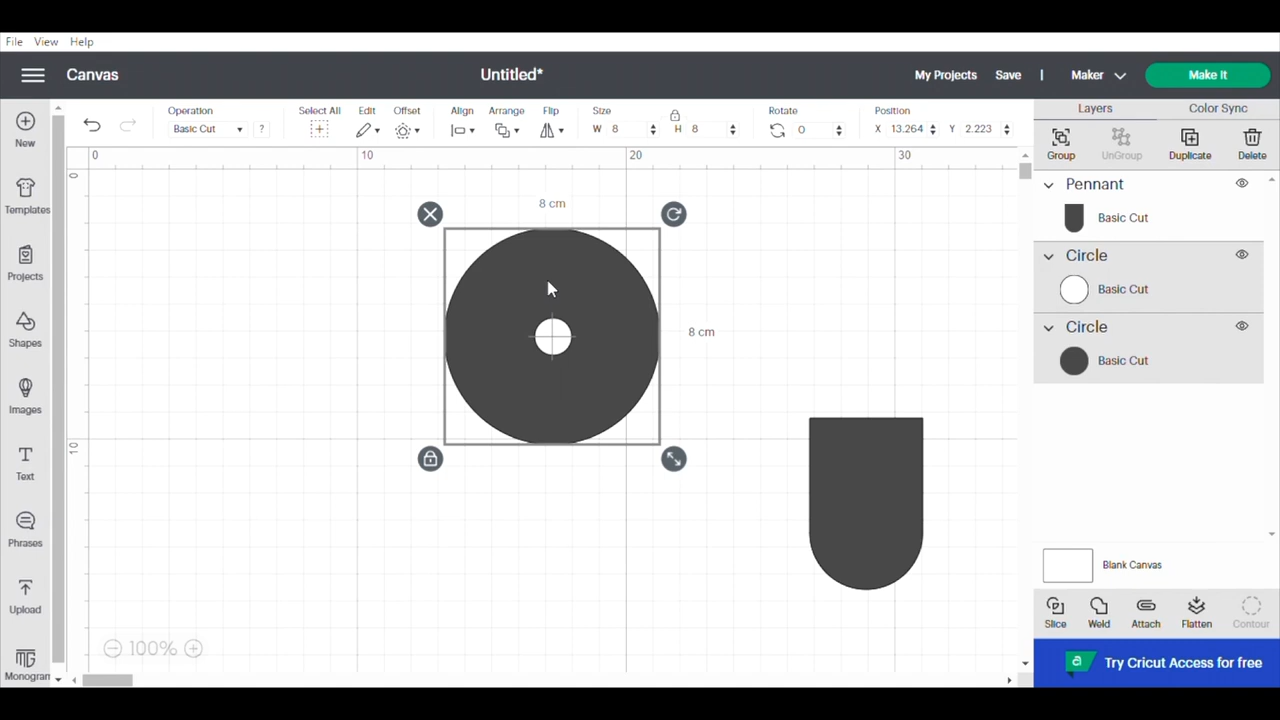 File View Help
Canvas Untitled* My Projects Save | Maker Make It
Operation Select All Edit Offset Align Arrange Flip Size Rotate Position
Basic Cut ? W 8 H 8 0 X 13.264 Y 2.223
Layers Color Sync
Group UnGroup Duplicate Delete
New
Templates
Projects
Shapes
Images
Text
Phrases
Upload
Monogram
0 10 20 30
0
10
8 cm
8 cm
100%
Pennant
Basic Cut
Circle
Basic Cut
Circle
Basic Cut
Blank Canvas
Slice Weld Attach Flatten Contour
a Try Cricut Access for free